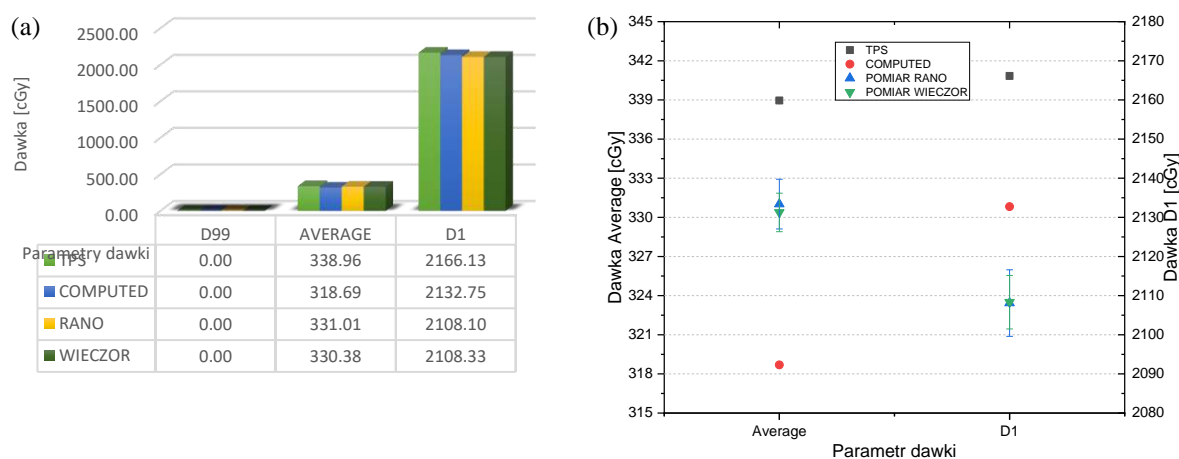 (a)
2500.00
2000.00
1500.00
1000.00
500.00
0.00
Dawka [cGy]
D99 AVERAGE D1
Parametry dawki
TPS 0.00 338.96 2166.13
COMPUTED 0.00 318.69 2132.75
RANO 0.00 331.01 2108.10
WIECZOR 0.00 330.38 2108.33
(b)
345
342
339
336
333
330
327
324
321
318
315
Dawka Average [cGy]
TPS
COMPUTED
POMIAR RANO
POMIAR WIECZOR
2180
2170
2160
2150
2140
2130
2120
2110
2100
2090
2080
Dawka D1 [cGy]
Average D1
Parametr dawki